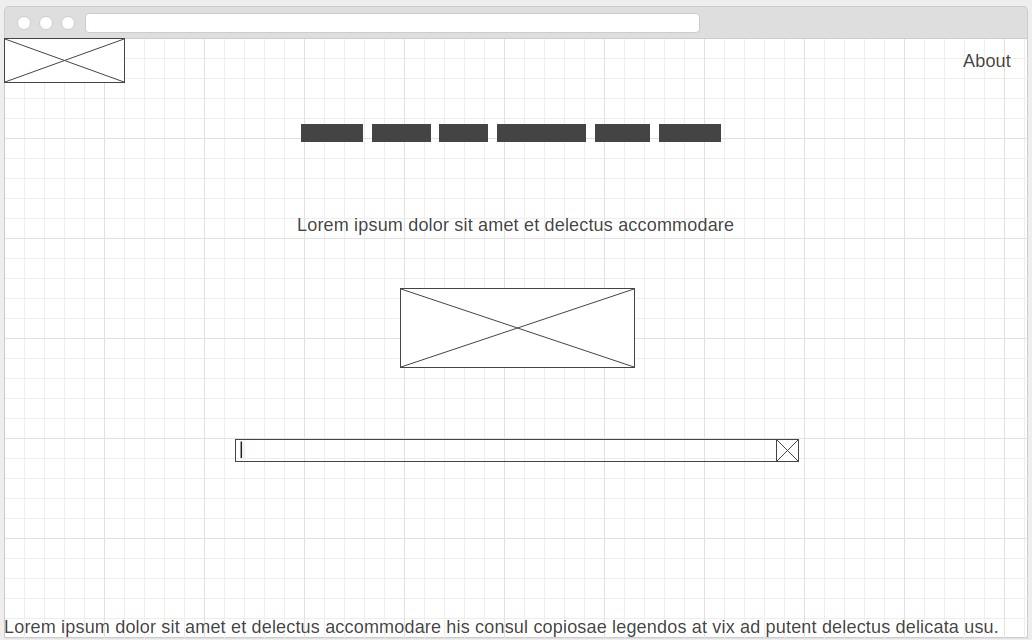 About
Lorem ipsum dolor sit amet et delectus accommodare
Lorem ipsum dolor sit amet et delectus accommodare his consul copiosae legendos at vix ad putent delectus delicata usu.